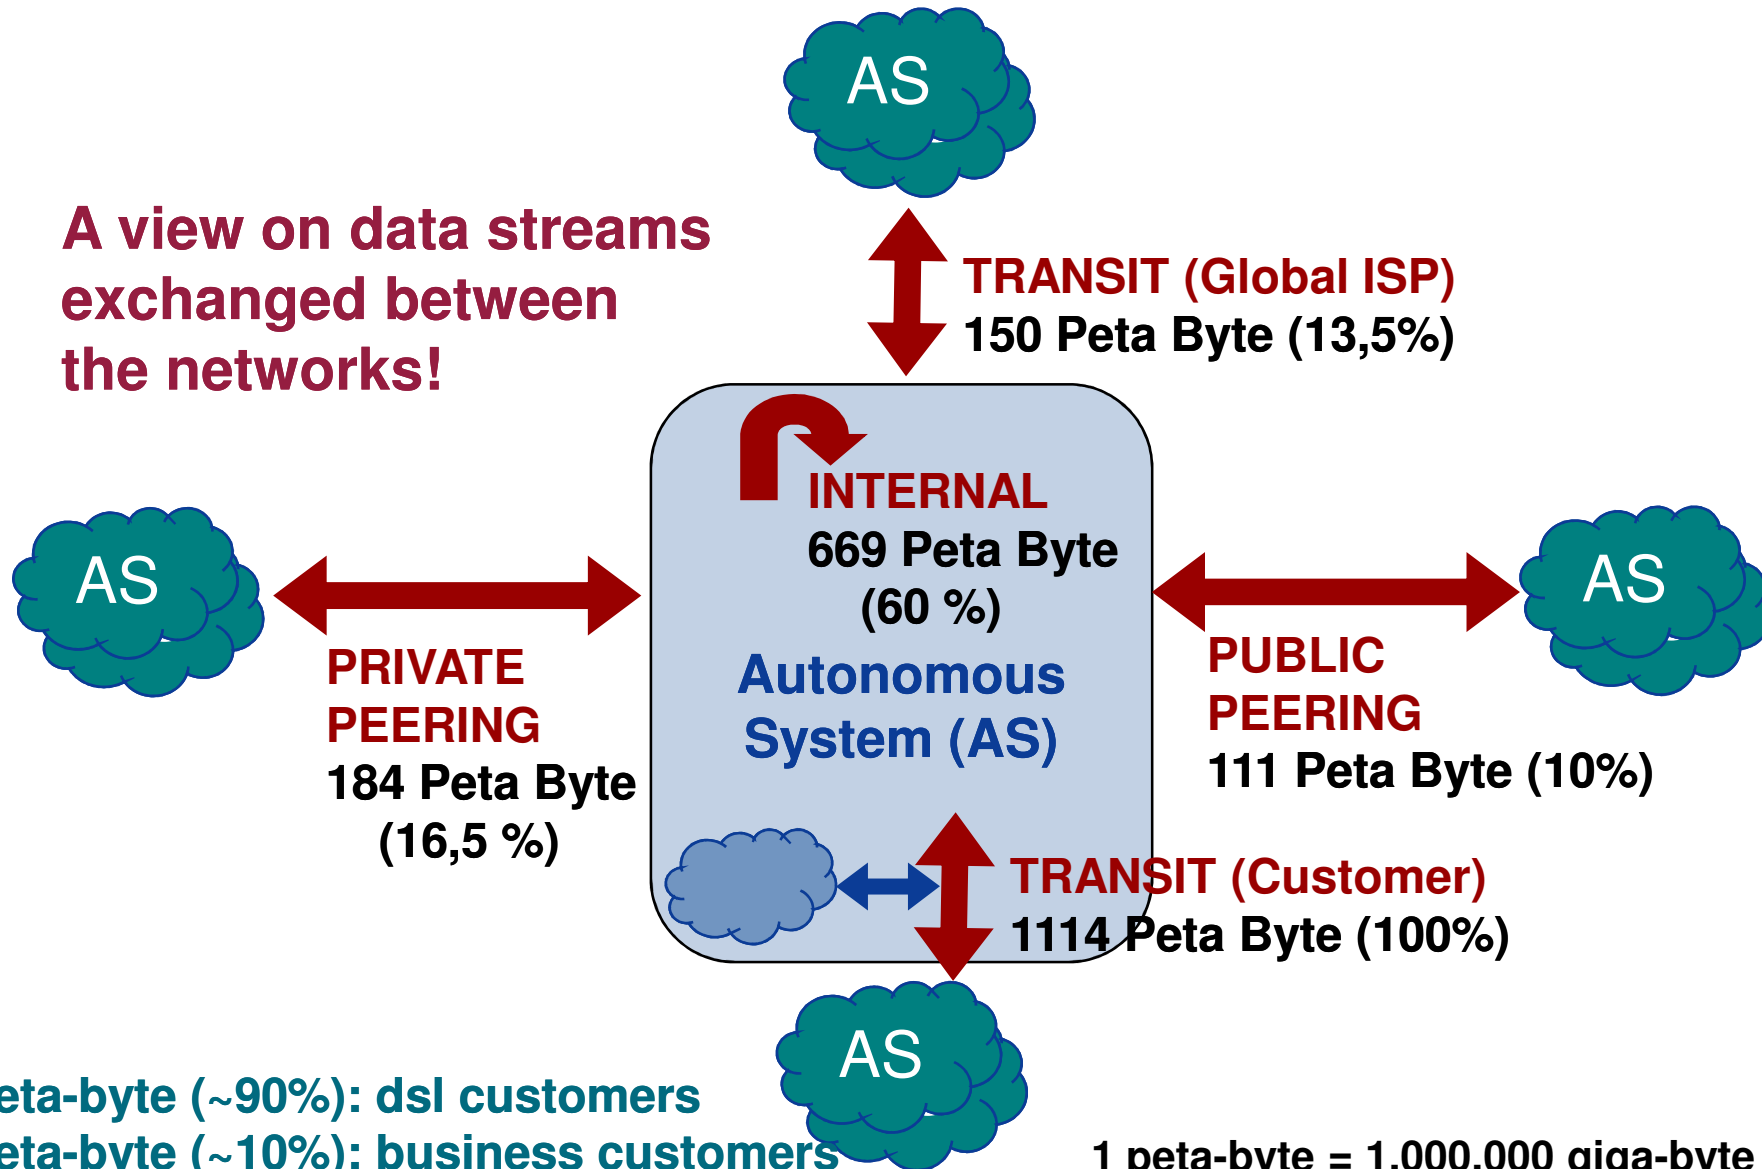 AS
A view on data streams
exchanged between
the networks!
TRANSIT (Global ISP)
150 Peta Byte (13,5%)
INTERNAL
669 Peta Byte
(60 %)
Autonomous
System (AS)
AS
PRIVATE
PEERING
184 Peta Byte
(16,5 %)
AS
PUBLIC
PEERING
111 Peta Byte (10%)
TRANSIT (Customer)
1114 Peta Byte (100%)
AS
eta-byte (~90%): dsl customers
eta-byte (~10%): business customers
1 peta-byte = 1.000.000 giga-byte